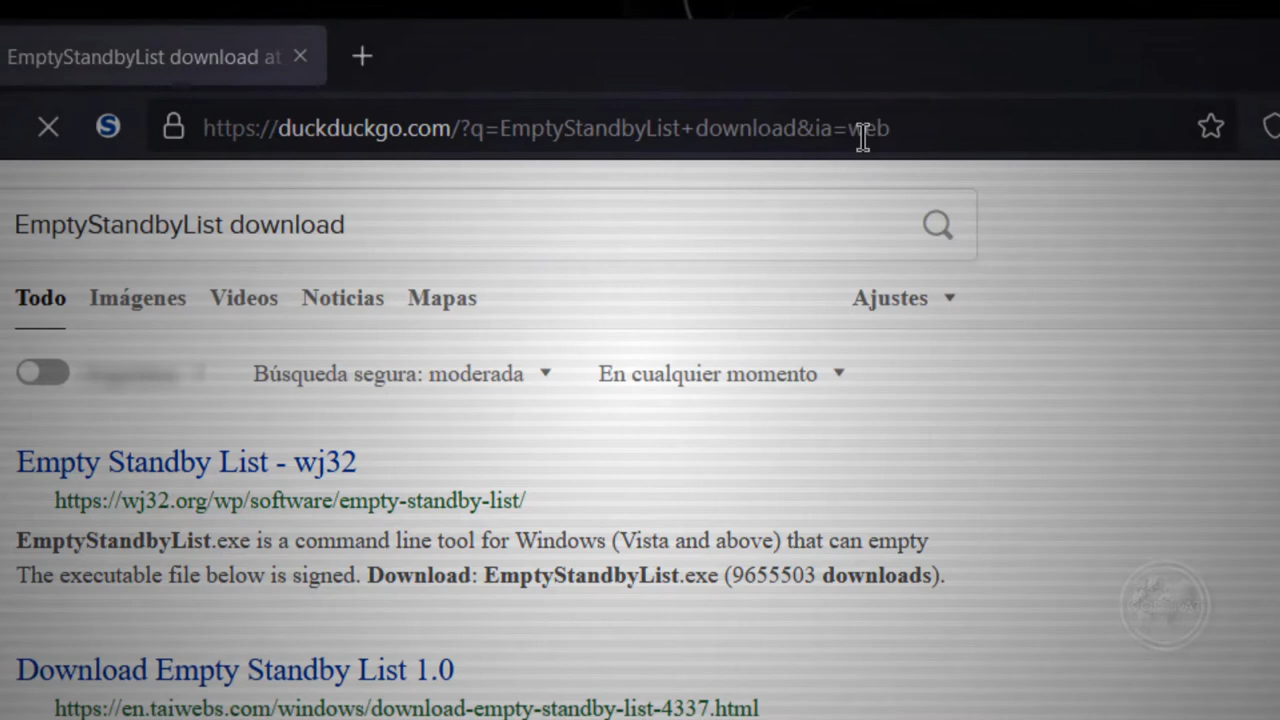 EmptyStandbyList download at
https://duckduckgo.com/?q=EmptyStandbyList+download&ia=web
EmptyStandbyList download
Todo Imágenes Videos Noticias Mapas Ajustes
Búsqueda segura: moderada En cualquier momento
Empty Standby List - wj32
https://wj32.org/wp/software/empty-standby-list/
EmptyStandbyList.exe is a command line tool for Windows (Vista and above) that can empty
The executable file below is signed. Download: EmptyStandbyList.exe (9655503 downloads).
Download Empty Standby List 1.0
https://en.taiwebs.com/windows/download-empty-standby-list-4337.html